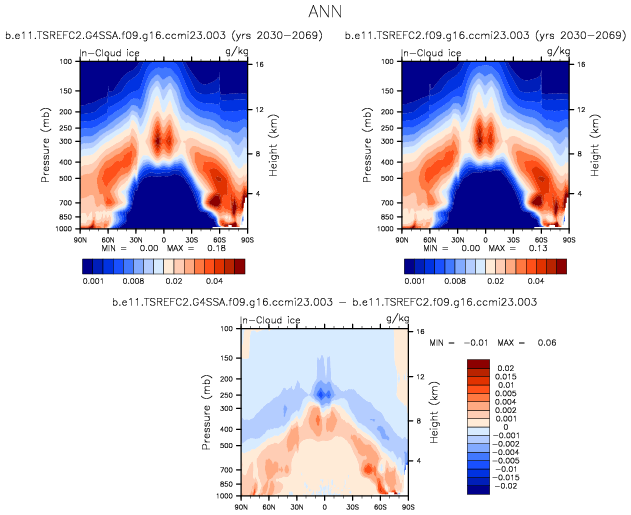 ANN
b.e11.TSREFC2.G4SSA.f09.g16.ccmi23.003 (yrs 2030-2069)
b.e11.TSREFC2.f09.g16.ccmi23.003 (yrs 2030-2069)
In-Cloud ice g/kg
In-Cloud ice g/kg
Pressure (mb)
100
150
200
250
300
400
500
700
850
1000
16
12
8
4
Height (km)
90N 60N 30N 0 30S 60S 90S
MIN = 0.00 MAX = 0.18
0.001 0.004 0.02 0.04
Pressure (mb)
100
150
200
250
300
400
500
700
850
1000
16
12
8
4
Height (km)
90N 60N 30N 0 30S 60S 90S
MIN = 0.00 MAX = 0.13
0.001 0.004 0.02 0.04
b.e11.TSREFC2.G4SSA.f09.g16.ccmi23.003 - b.e11.TSREFC2.f09.g16.ccmi23.003
In-Cloud ice g/kg
Pressure (mb)
100
150
200
250
300
400
500
700
850
1000
16
12
8
4
Height (km)
90N 60N 30N 0 30S 60S 90S
MIN = -0.01 MAX = 0.06
0.02
0.015
0.01
0.005
0.004
0.002
0.001
0
-0.001
-0.002
-0.004
-0.005
-0.01
-0.015
-0.02